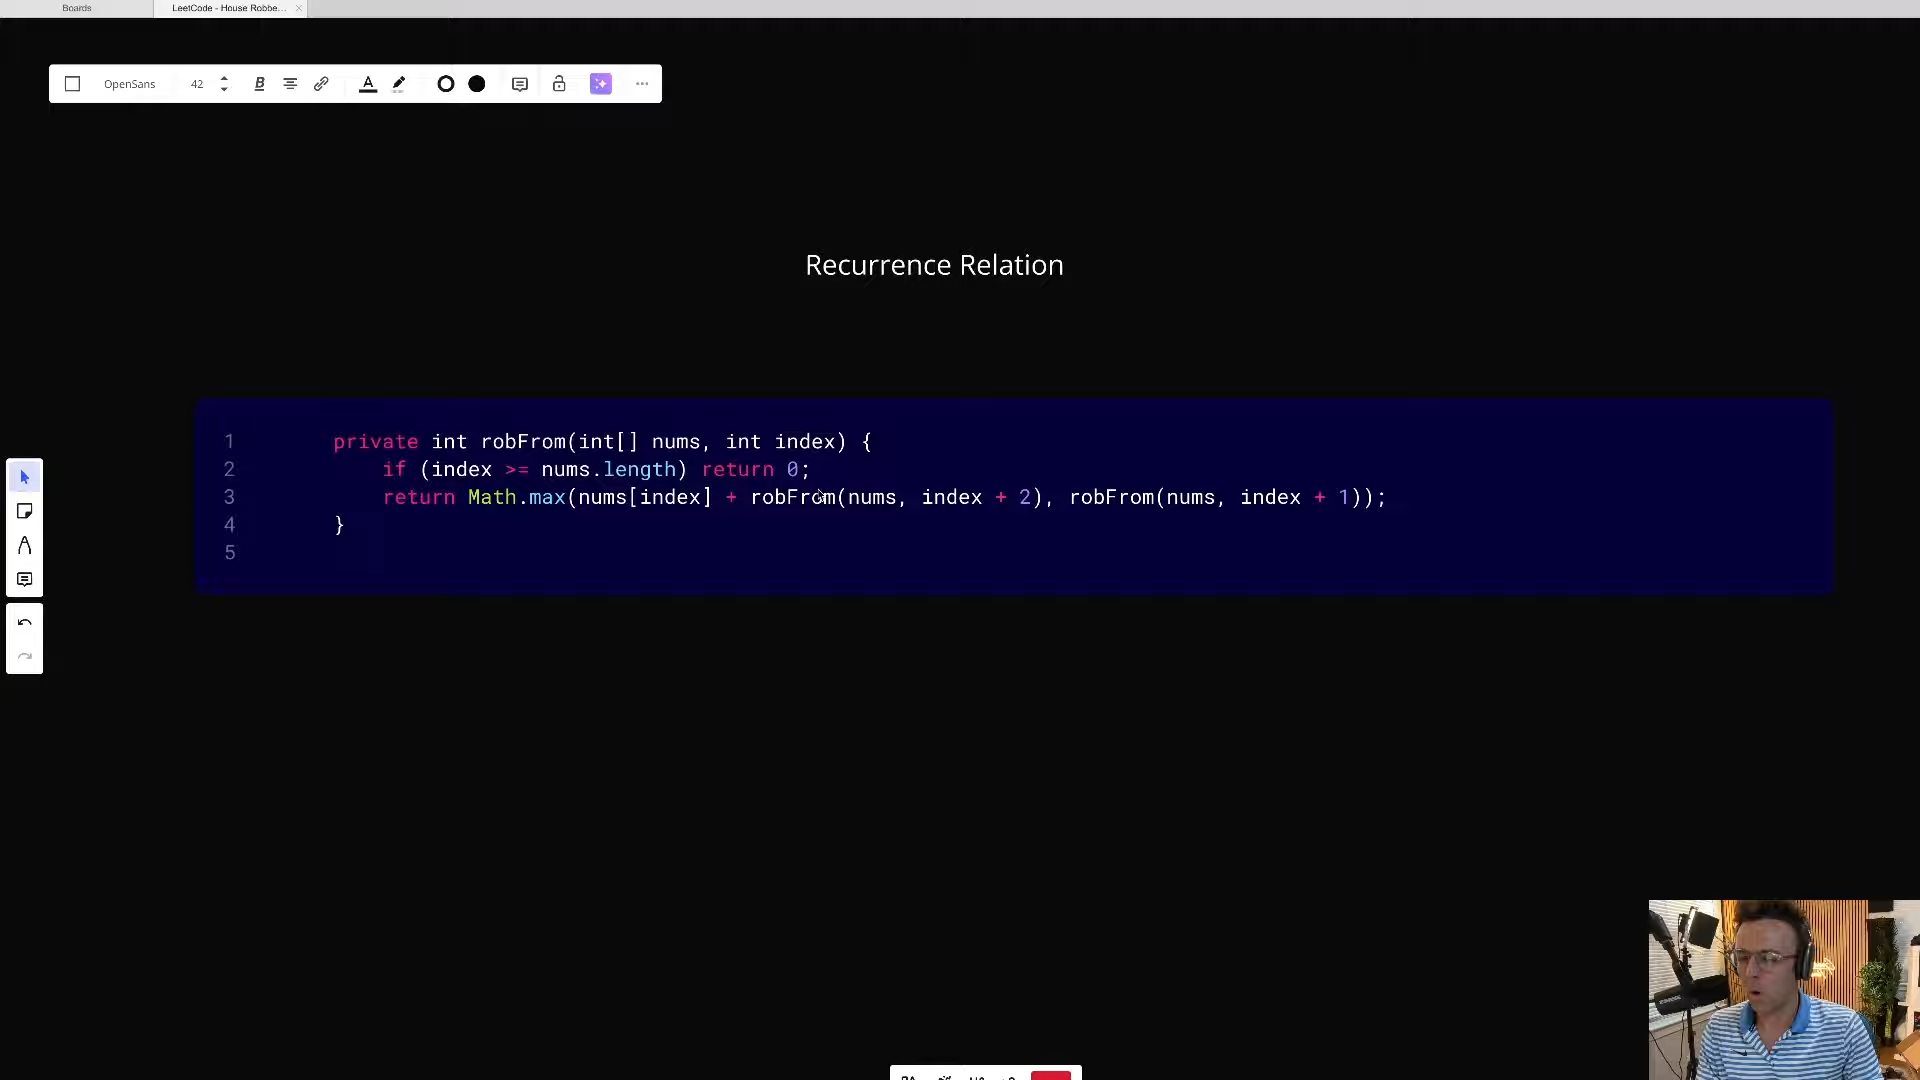 Boards
LeetCode - House Robbe...
OpenSans
42
B
A
Recurrence Relation
1 private int robFrom(int[] nums, int index) {
2 if (index >= nums.length) return 0;
3 return Math.max(nums[index] + robFrom(nums, index + 2), robFrom(nums, index + 1));
4 }
5